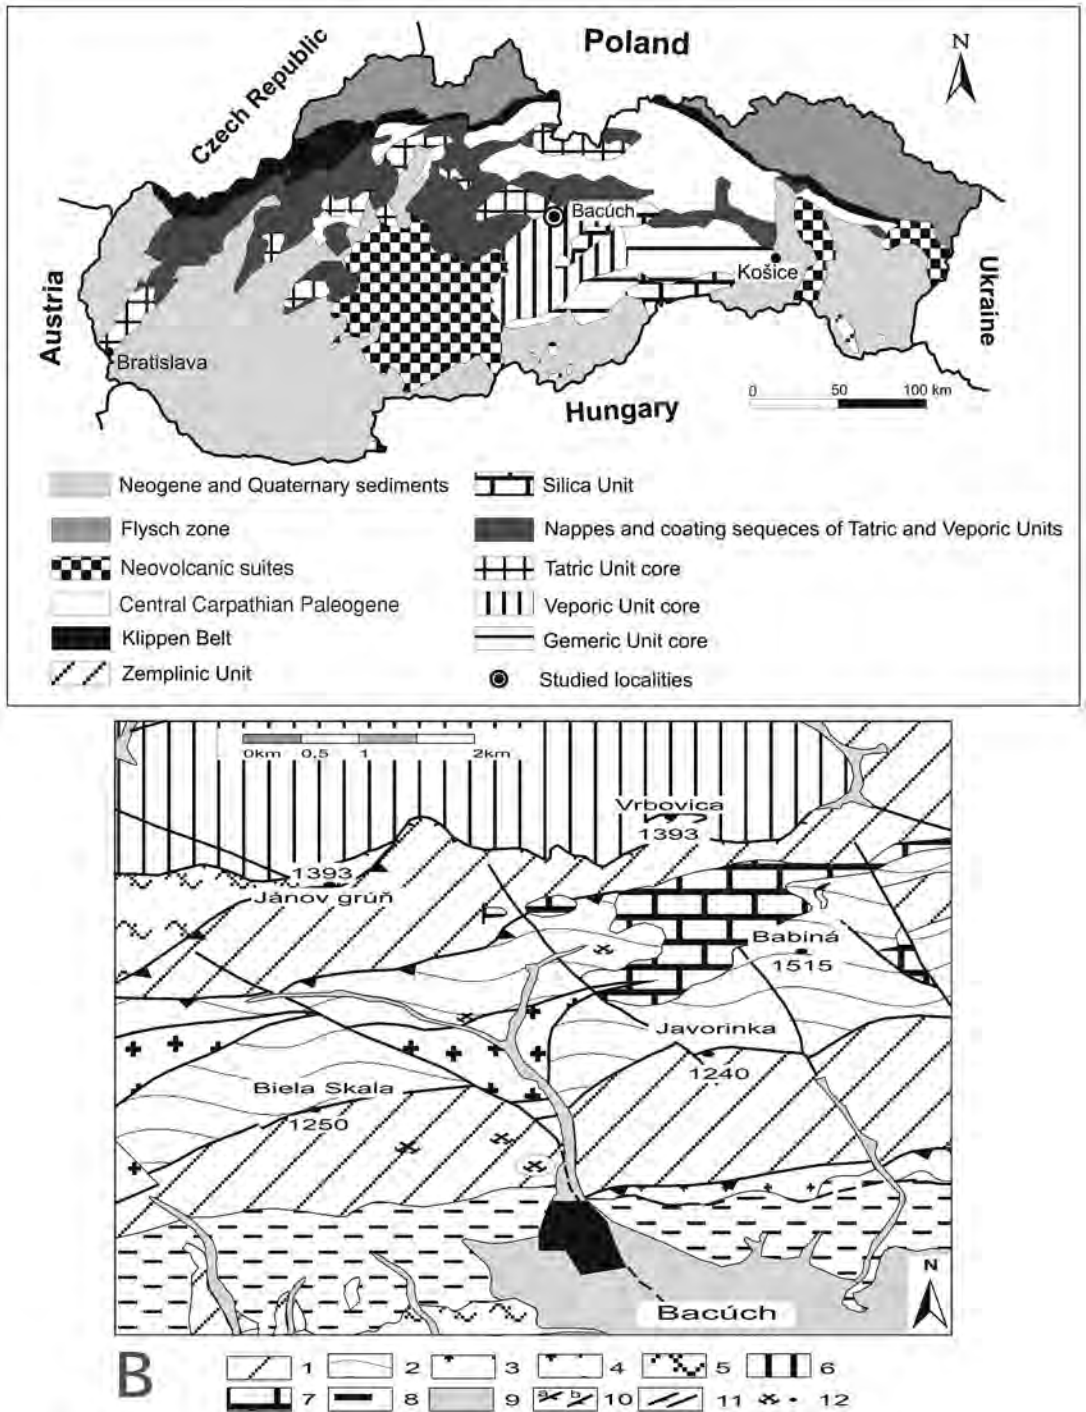 Poland
N
Czech Republic
Bacúch
Košice
Austria
Ukraine
Bratislava
0 50 100 km
Hungary
Neogene and Quaternary sediments
Silica Unit
Flysch zone
Nappes and coating sequeces of Tatric and Veporic Units
Neovolcanic suites
Tatric Unit core
Central Carpathian Paleogene
Veporic Unit core
Klippen Belt
Gemeric Unit core
Zemplinic Unit
Studied localities
0km 0,5 1 2km
Vrbovica
1393
1393
Jánov grúň
Babiná
1515
Javorinka
1240
Biela Skala
1250
N
Bacúch
B
1 2 3 4 5 6
7 8 9 a b 10 11 12